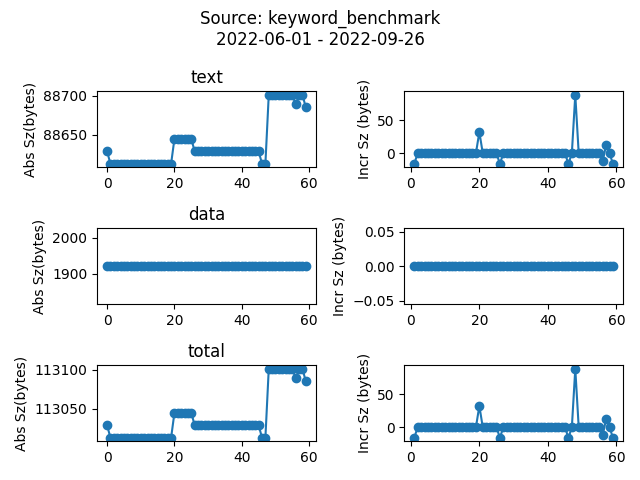 Source: keyword_benchmark
2022-06-01 - 2022-09-26
text
Abs Sz(bytes)
88700
88650
0 20 40 60
Incr Sz (bytes)
50
0
0 20 40 60
data
Abs Sz(bytes)
2000
1900
0 20 40 60
Incr Sz (bytes)
0.05
0.00
−0.05
0 20 40 60
total
Abs Sz(bytes)
113100
113050
0 20 40 60
Incr Sz (bytes)
50
0
0 20 40 60